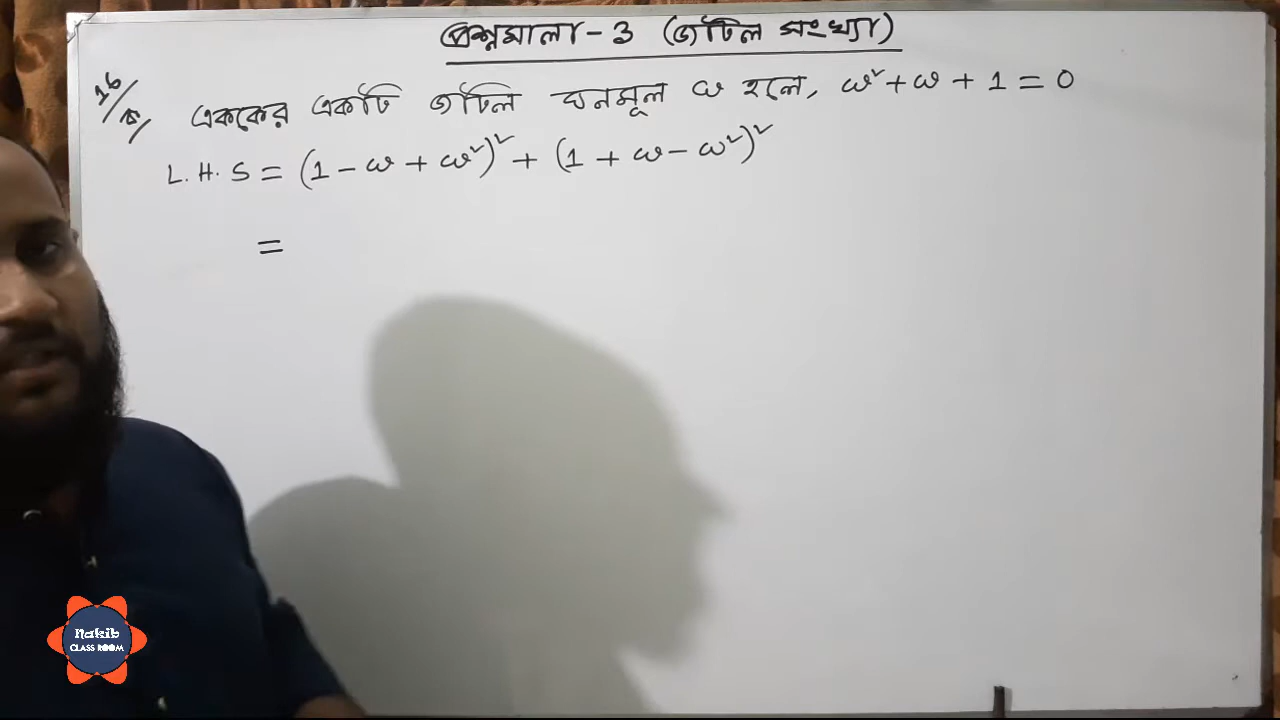 প্রশ্নমালা - 3 (জটিল সংখ্যা)
এককের একটি জটিল ঘনমূল ω হলে, ω² + ω + 1 = 0
L.H.S = (1 - ω + ω²)² + (1 + ω - ω²)²
=
Nakib
CLASS ROOM